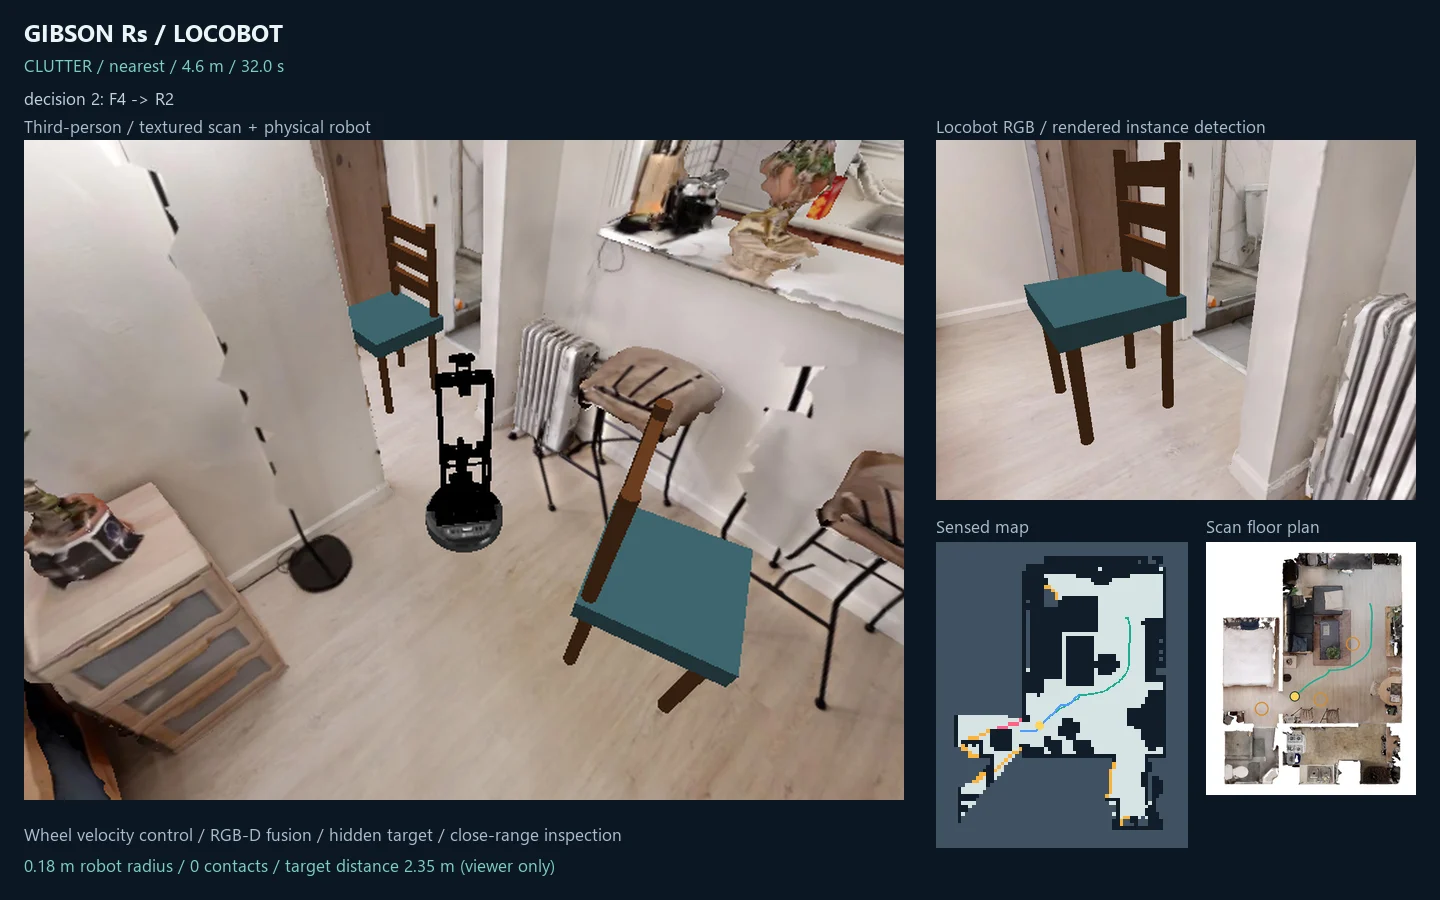 GIBSON Rs / LOCOBOT
CLUTTER / nearest / 4.6 m / 32.0 s
decision 2: F4 -> R2
Third-person / textured scan + physical robot
Locobot RGB / rendered instance detection
Sensed map
Scan floor plan
Wheel velocity control / RGB-D fusion / hidden target / close-range inspection
0.18 m robot radius / 0 contacts / target distance 2.35 m (viewer only)